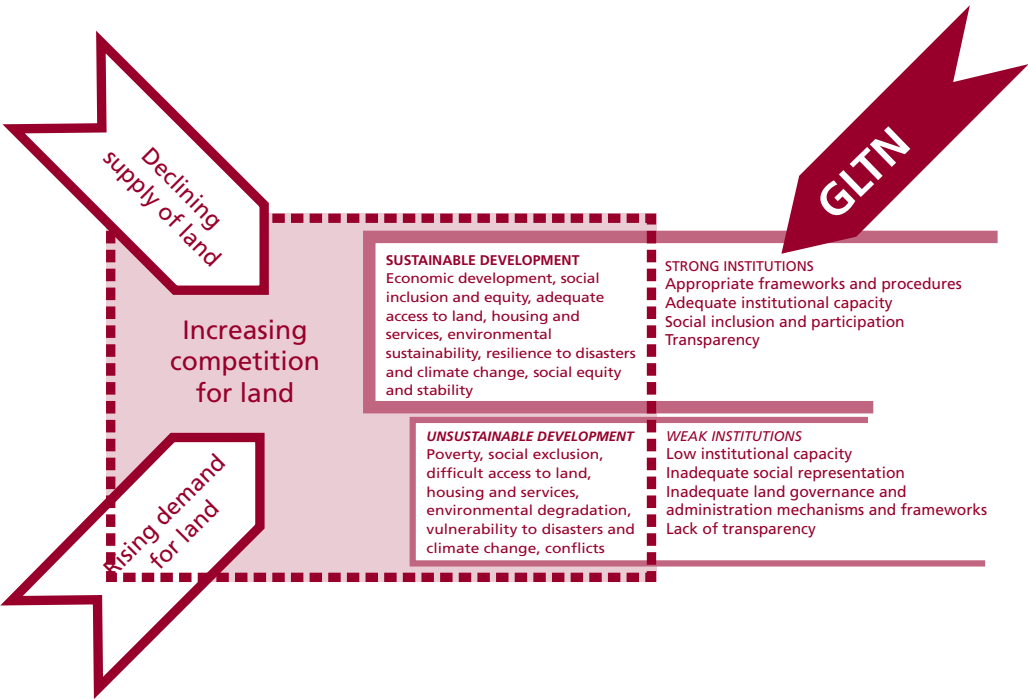 Declining
supply of land
GLTN
Increasing
competition
for land
SUSTAINABLE DEVELOPMENT
Economic development, social
inclusion and equity, adequate
access to land, housing and
services, environmental
sustainability, resilience to disasters
and climate change, social equity
and stability
STRONG INSTITUTIONS
Appropriate frameworks and procedures
Adequate institutional capacity
Social inclusion and participation
Transparency
Rising demand
for land
UNSUSTAINABLE DEVELOPMENT
Poverty, social exclusion,
difficult access to land,
housing and services,
environmental degradation,
vulnerability to disasters and
climate change, conflicts
WEAK INSTITUTIONS
Low institutional capacity
Inadequate social representation
Inadequate land governance and
administration mechanisms and frameworks
Lack of transparency